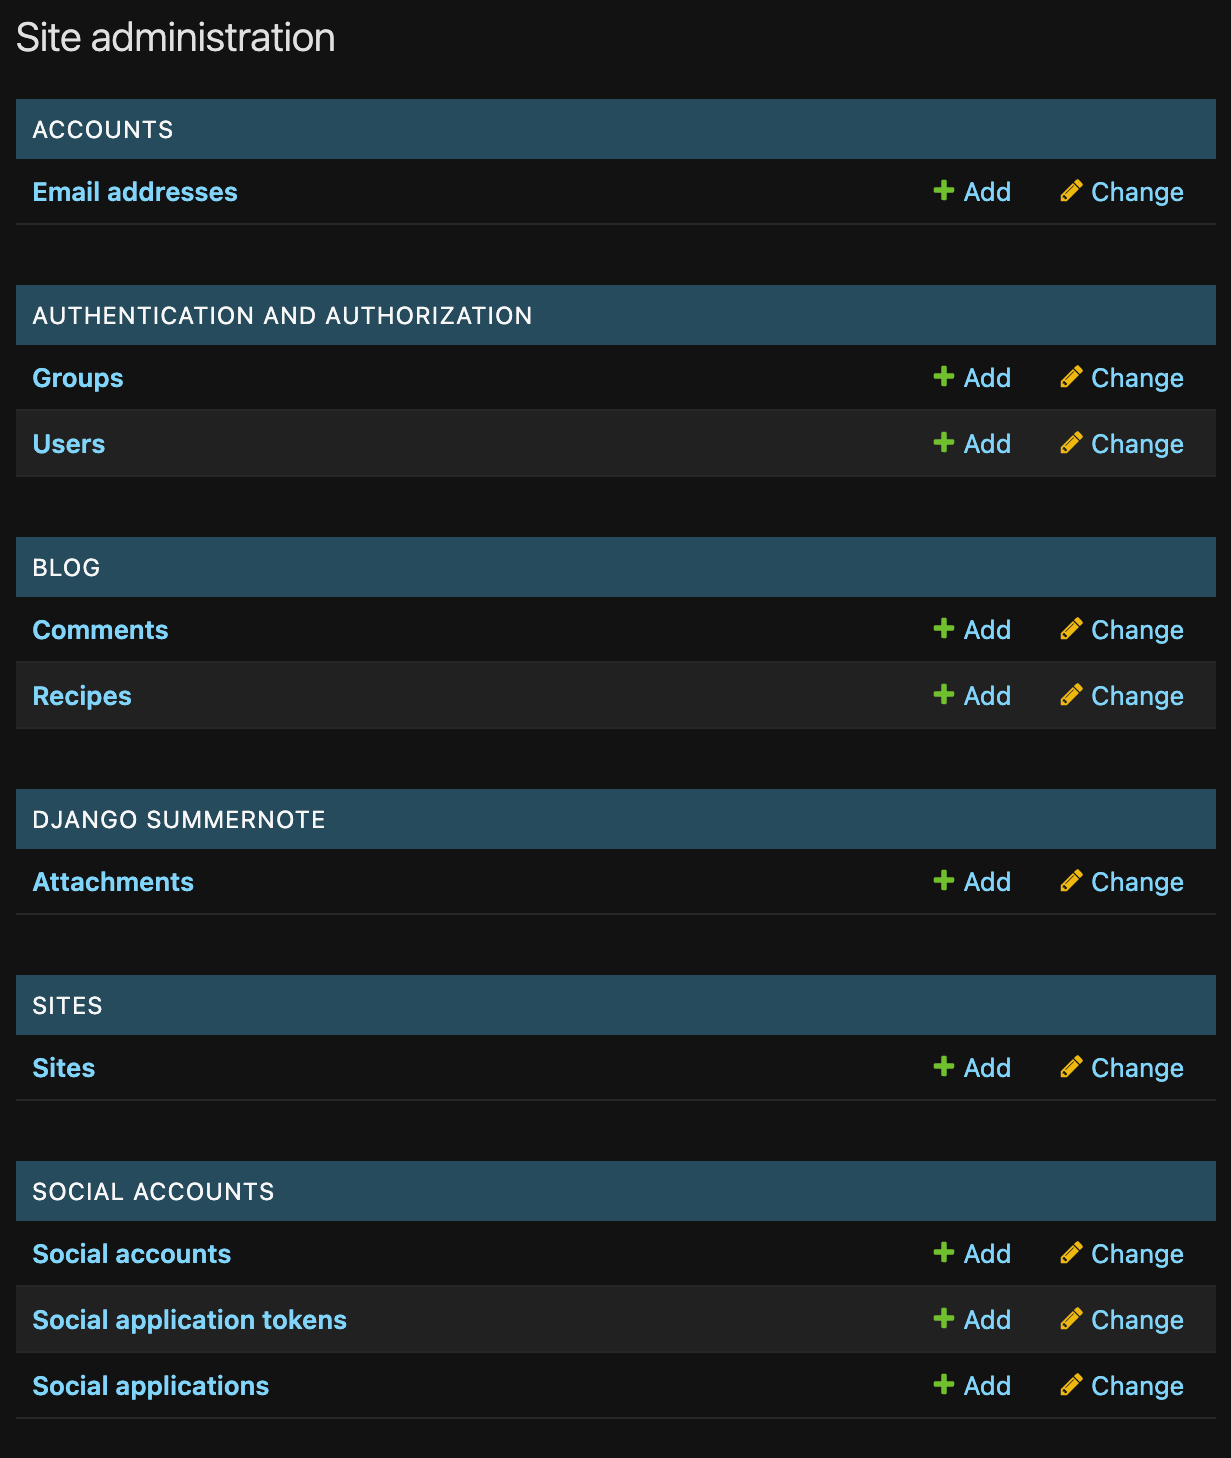 Site administration
ACCOUNTS
Email addresses Add Change
AUTHENTICATION AND AUTHORIZATION
Groups Add Change
Users Add Change
BLOG
Comments Add Change
Recipes Add Change
DJANGO SUMMERNOTE
Attachments Add Change
SITES
Sites Add Change
SOCIAL ACCOUNTS
Social accounts Add Change
Social application tokens Add Change
Social applications Add Change